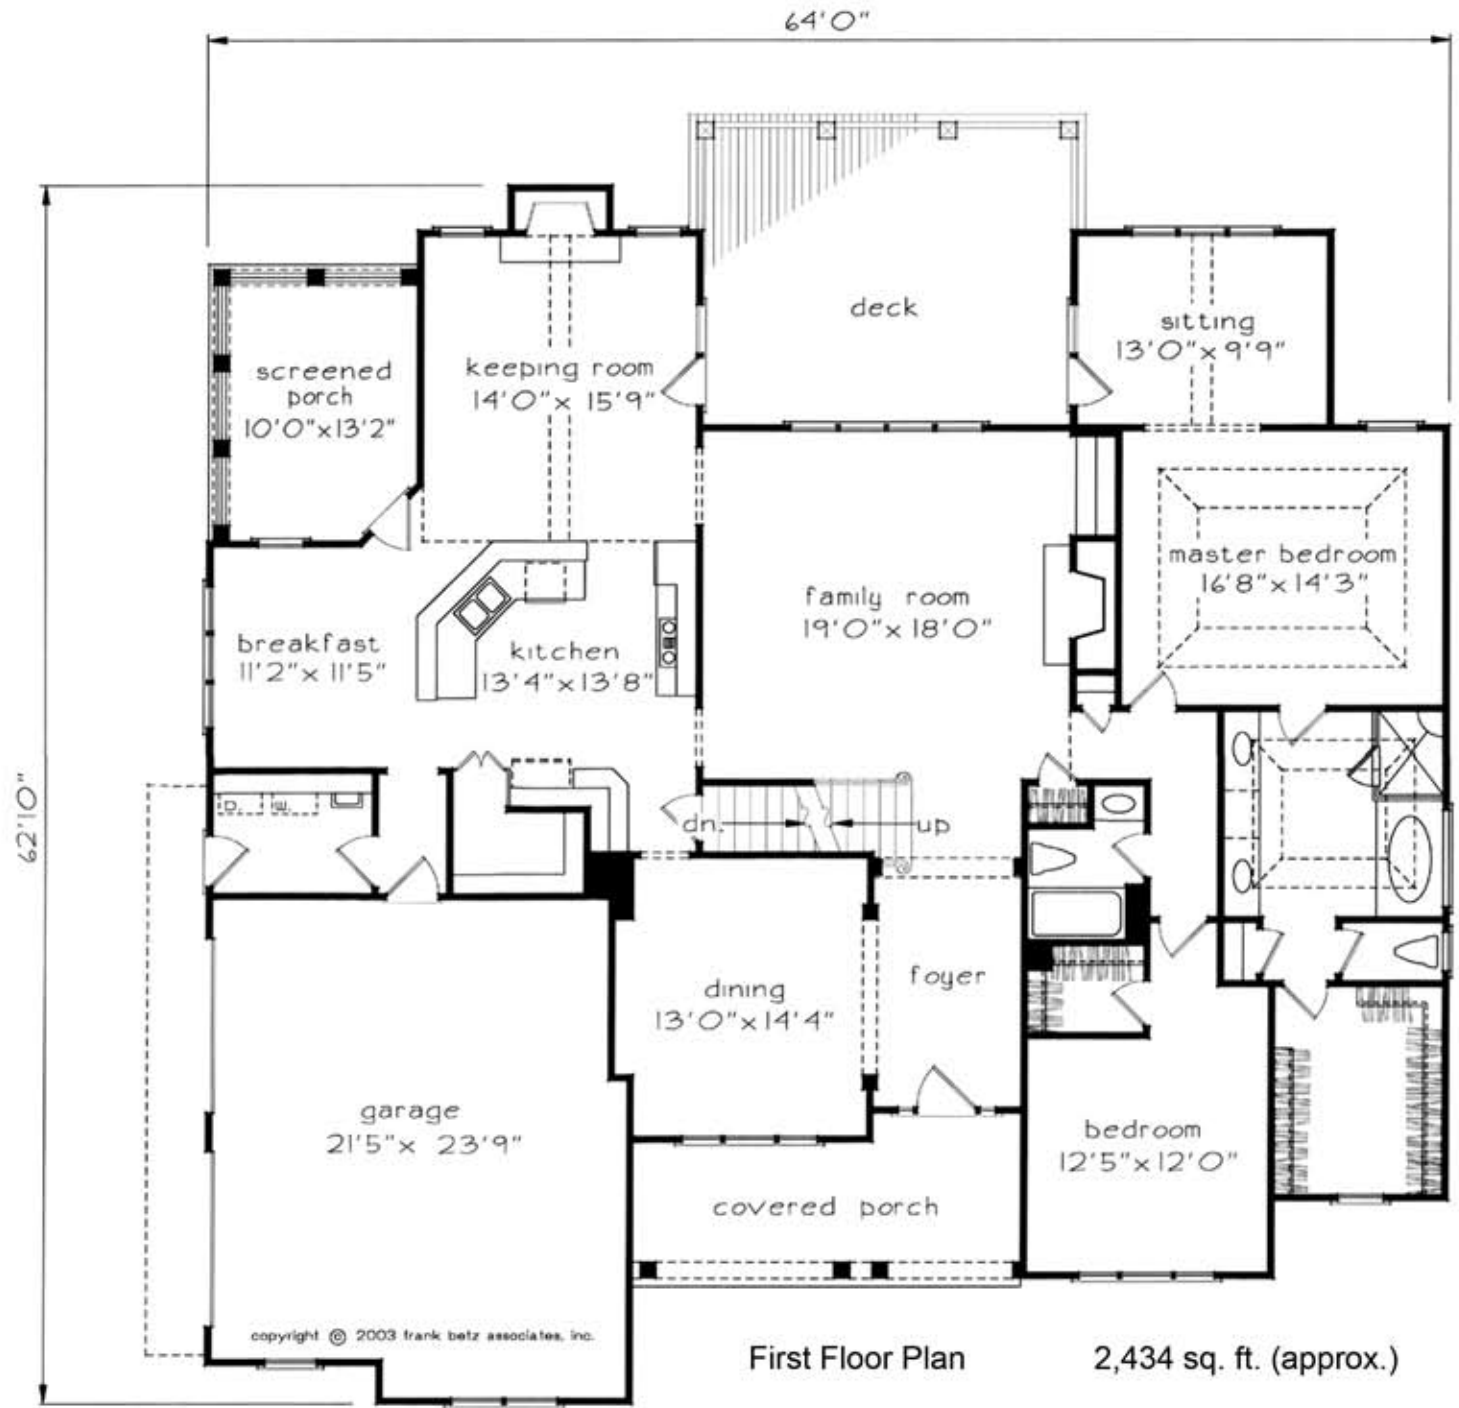 64'0"
deck
sitting
13'0"x9'9"
keeping room
14'0"x 15'9"
screened
porch
10'0"x13'2"
master bedroom
16'8"x14'3"
family room
19'0"x18'0"
breakfast
11'2"x 11'5"
kitchen
13'4"x13'8"
62'10"
D. W.
dn. up
foyer
dining
13'0"x14'4"
garage
21'5"x 23'9"
bedroom
12'5"x12'0"
covered porch
copyright © 2003 frank betz associates, inc.
First Floor Plan
2,434 sq. ft. (approx.)